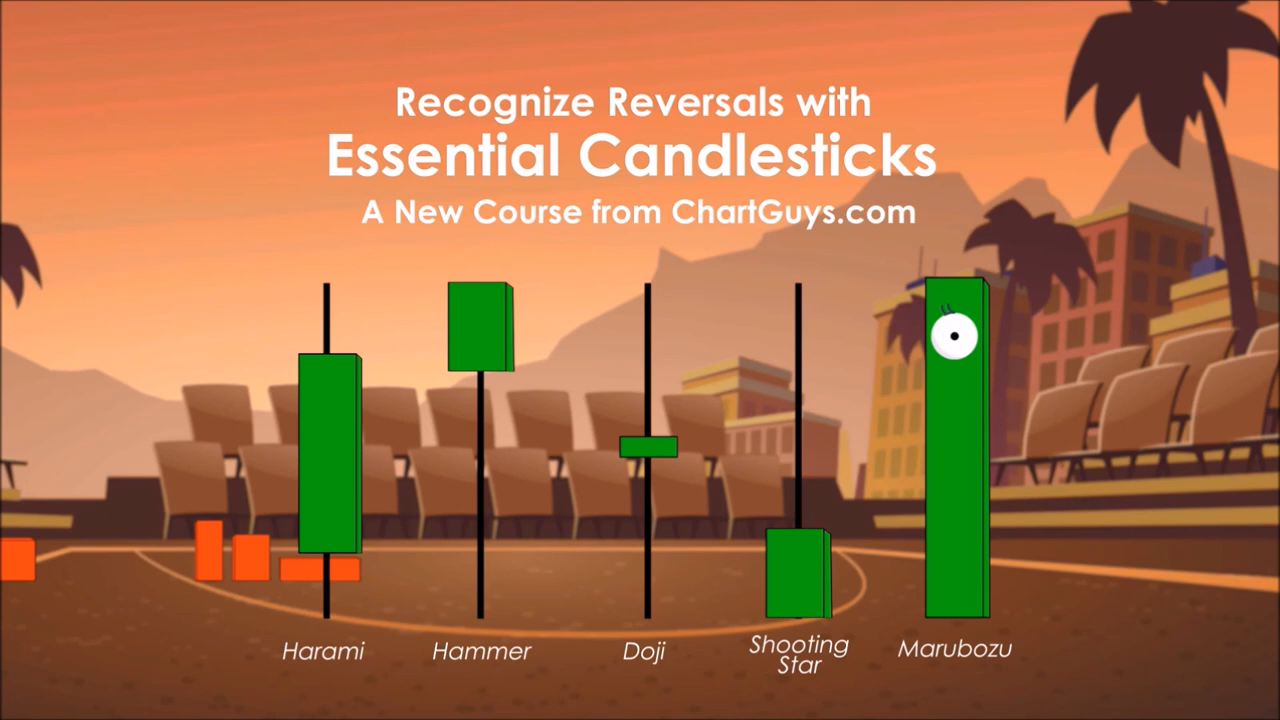 Recognize Reversals with
Essential Candlesticks
A New Course from ChartGuys.com
Harami
Hammer
Doji
Shooting
Star
Marubozu